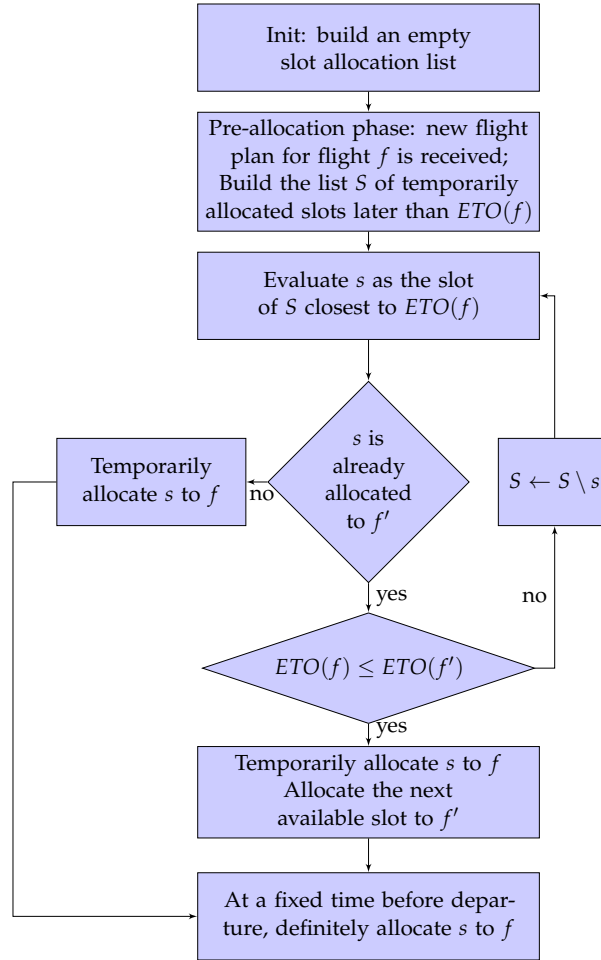 Init: build an empty
slot allocation list
Pre-allocation phase: new flight
plan for flight f is received;
Build the list S of temporarily
allocated slots later than ETO(f)
Evaluate s as the slot
of S closest to ETO(f)
s is
already
allocated
to f′
no
Temporarily
allocate s to f
S ← S \ s
yes
no
ETO(f) ≤ ETO(f′)
yes
Temporarily allocate s to f
Allocate the next
available slot to f′
At a fixed time before depar-
ture, definitely allocate s to f